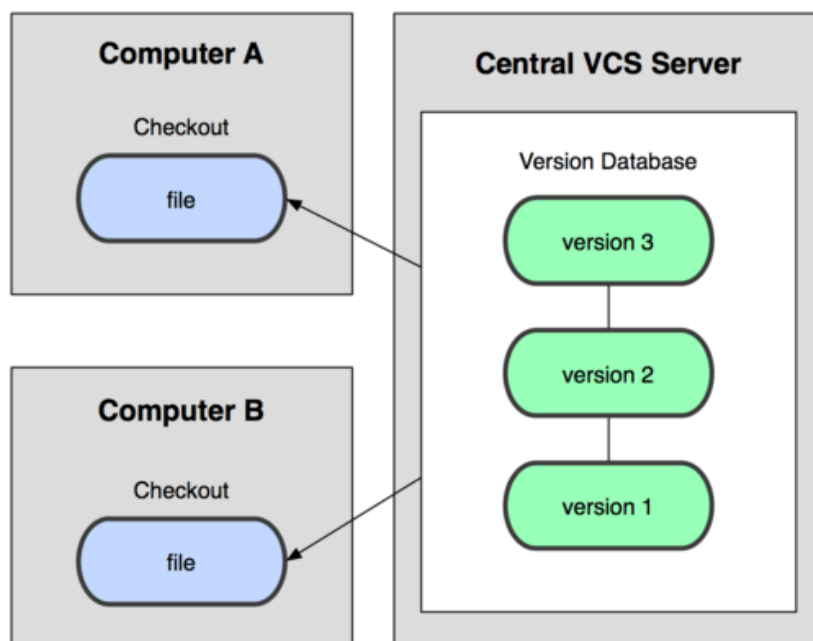 Computer A
Checkout
file
Computer B
Checkout
file
Central VCS Server
Version Database
version 3
version 2
version 1